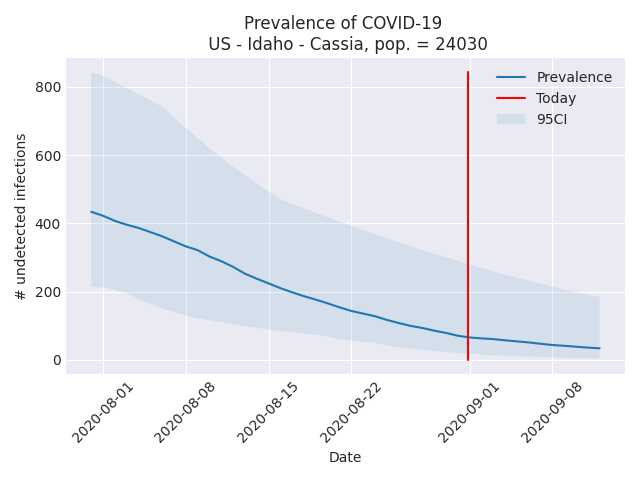 Prevalence of COVID-19
US - Idaho - Cassia, pop. = 24030
Prevalence
Today
95CI
# undetected infections
800
600
400
200
0
2020-08-01
2020-08-08
2020-08-15
2020-08-22
2020-09-01
2020-09-08
Date